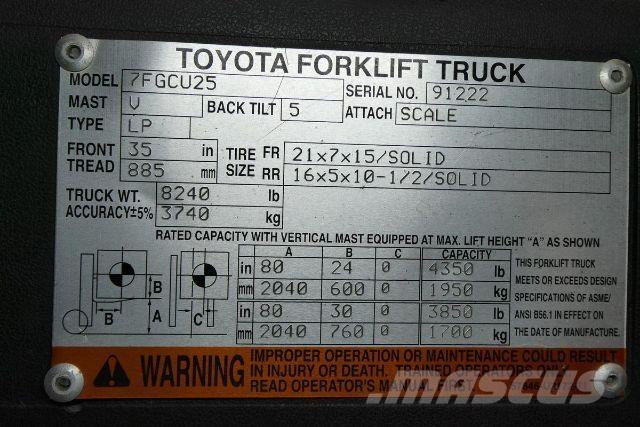 TOYOTA FORKLIFT TRUCK
MODEL 7FGCU25 SERIAL NO. 91222
MAST V BACK TILT 5 ATTACH SCALE
TYPE LP
FRONT TREAD 35 in 885 mm
TIRE SIZE FR 21x7x15/SOLID
RR 16x5x10-1/2/SOLID
TRUCK WT. 8240 lb
ACCURACY±5% 3740 kg
RATED CAPACITY WITH VERTICAL MAST EQUIPPED AT MAX. LIFT HEIGHT "A" AS SHOWN
A B C CAPACITY
in 80 24 0 4350 lb
mm 2040 600 0 1950 kg
in 80 30 0 3850 lb
mm 2040 760 0 1700 kg
B
B A C
THIS FORKLIFT TRUCK
MEETS OR EXCEEDS DESIGN
SPECIFICATIONS OF ASME/
ANSI B56.1 IN EFFECT ON
THE DATE OF MANUFACTURE.
WARNING
IMPROPER OPERATION OR MAINTENANCE COULD RESULT
IN INJURY OR DEATH. TRAINED OPERATORS ONLY.
READ OPERATOR'S MANUAL FIRST.
MASCUS